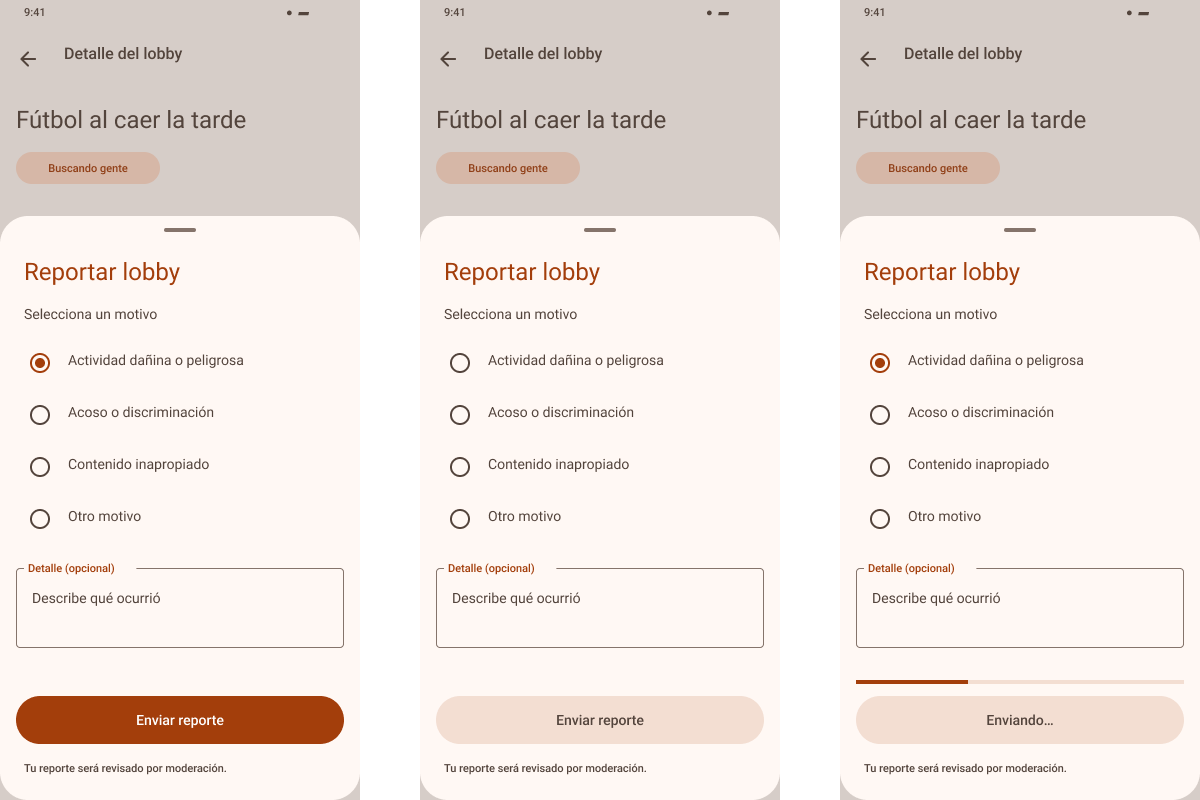 9:41
Detalle del lobby
Fútbol al caer la tarde
Buscando gente
Reportar lobby
Selecciona un motivo
Actividad dañina o peligrosa
Acoso o discriminación
Contenido inapropiado
Otro motivo
Detalle (opcional)
Describe qué ocurrió
Enviar reporte
Tu reporte será revisado por moderación.
9:41
Detalle del lobby
Fútbol al caer la tarde
Buscando gente
Reportar lobby
Selecciona un motivo
Actividad dañina o peligrosa
Acoso o discriminación
Contenido inapropiado
Otro motivo
Detalle (opcional)
Describe qué ocurrió
Enviar reporte
Tu reporte será revisado por moderación.
9:41
Detalle del lobby
Fútbol al caer la tarde
Buscando gente
Reportar lobby
Selecciona un motivo
Actividad dañina o peligrosa
Acoso o discriminación
Contenido inapropiado
Otro motivo
Detalle (opcional)
Describe qué ocurrió
Enviando…
Tu reporte será revisado por moderación.